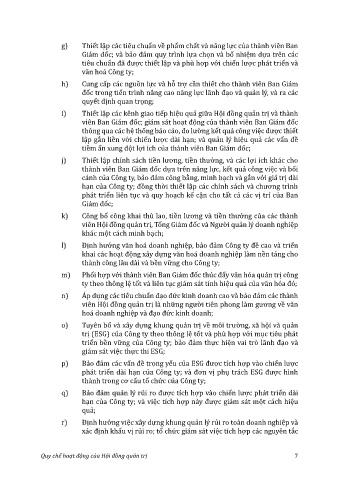 g) Thiết lập các tiêu chuẩn về phẩm chất và năng lực của thành viên Ban
Giám đốc; và bảo đảm quy trình lựa chọn và bổ nhiệm dựa trên các
tiêu chuẩn đã được thiết lập và phù hợp với chiến lược phát triển và
văn hoá Công ty;
h) Cung cấp các nguồn lực và hỗ trợ cần thiết cho thành viên Ban Giám
đốc trong tiến trình nâng cao năng lực lãnh đạo và quản lý, và ra các
quyết định quan trọng;
i) Thiết lập các kênh giao tiếp hiệu quả giữa Hội đồng quản trị và thành
viên Ban Giám đốc; giám sát hoạt động của thành viên Ban Giám đốc
thông qua các hệ thống báo cáo, đo lường kết quả công việc được thiết
lập gắn liền với chiến lược dài hạn; và quản lý hiệu quả các vấn đề
tiềm ẩn xung đột lợi ích của thành viên Ban Giám đốc;
j) Thiết lập chính sách tiền lương, tiền thưởng, và các lợi ích khác cho
thành viên Ban Giám đốc dựa trên năng lực, kết quả công việc và bối
cảnh của Công ty, bảo đảm công bằng, minh bạch và gắn với giá trị dài
hạn của Công ty; đồng thời thiết lập các chính sách và chương trình
phát triển liên tục và quy hoạch kế cận cho tất cả các vị trí của Ban
Giám đốc;
k) Công bố công khai thù lao, tiền lương và tiền thưởng của các thành
viên Hội đồng quản trị, Tổng Giám đốc và Người quản lý doanh nghiệp
khác một cách minh bạch;
l) Định hướng văn hoá doanh nghiệp, bảo đảm Công ty đề cao và triển
khai các hoạt động xây dựng văn hoá doanh nghiệp làm nền tảng cho
thành công lâu dài và bền vững cho Công ty;
m) Phối hợp với thành viên Ban Giám đốc thúc đẩy văn hóa quản trị công
ty theo thông lệ tốt và liên tục giám sát tính hiệu quả của văn hóa đó;
n) Áp dụng các tiêu chuẩn đạo đức kinh doanh cao và bảo đảm các thành
viên Hội đồng quản trị là những người tiên phong làm gương về văn
hoá doanh nghiệp và đạo đức kinh doanh;
o) Tuyên bố và xây dựng khung quản trị về môi trường, xã hội và quản
trị (ESG) của Công ty theo thông lệ tốt và phù hợp với mục tiêu phát
triển bền vững của Công ty; bảo đảm thực hiện vai trò lãnh đạo và
giám sát việc thực thi ESG;
p) Bảo đảm các vấn đề trọng yếu của ESG được tích hợp vào chiến lược
phát triển dài hạn của Công ty; và đơn vị phụ trách ESG được hình
thành trong cơ cấu tổ chức của Công ty;
q) Bảo đảm quản lý rủi ro được tích hợp vào chiến lược phát triển dài
hạn của Công ty; và việc tích hợp này được giám sát một cách hiệu
quả;
r) Định hướng việc xây dựng khung quản lý rủi ro toàn doanh nghiệp và
xác định khẩu vị rủi ro; tổ chức giám sát việc tích hợp các nguyên tắc
Quy chế hoạt động của Hội đồng quản trị 7